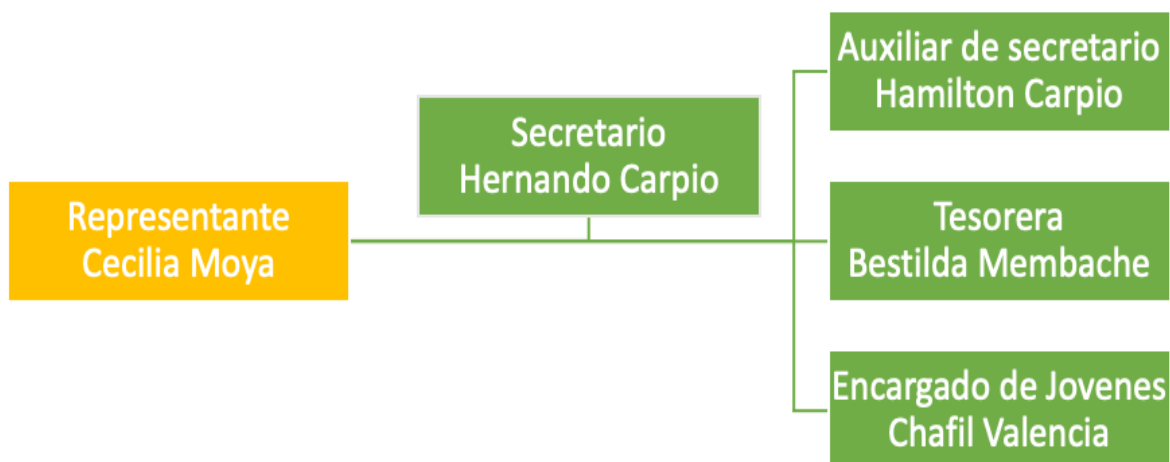 Representante
Cecilia Moya
Secretario
Hernando Carpio
Auxiliar de secretario
Hamilton Carpio
Tesorera
Bestilda Membache
Encargado de Jovenes
Chafil Valencia